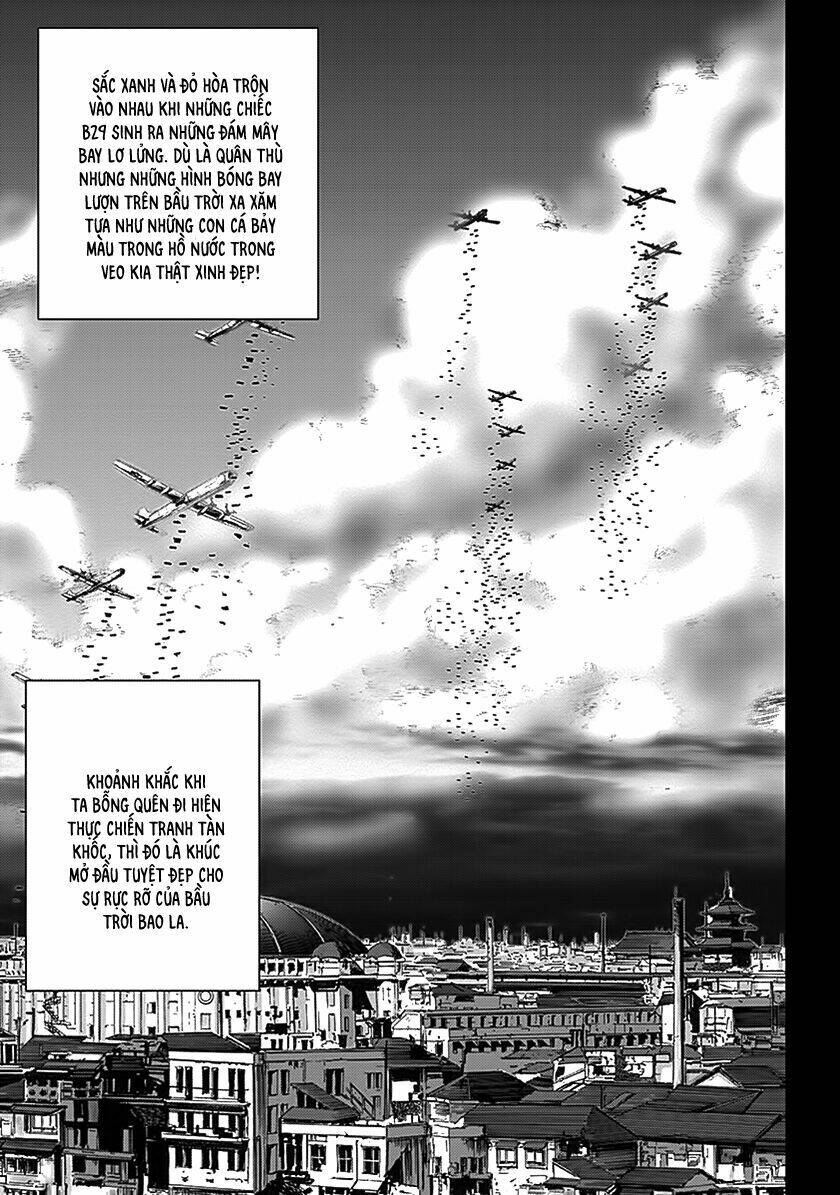 SẮC XANH VÀ ĐỎ HÒA TRỘN
VÀO NHAU KHI NHỮNG CHIẾC
B29 SINH RA NHỮNG ĐÁM MÂY
BAY LƠ LỬNG. DÙ LÀ QUÂN THÙ
NHƯNG NHỮNG HÌNH BÓNG BAY
LƯỢN TRÊN BẦU TRỜI XA XĂM
TỰA NHƯ NHỮNG CON CÁ BẢY
MÀU TRONG HỒ NƯỚC TRONG
VEO KIA THẬT XINH ĐẸP!
KHOẢNH KHẮC KHI
TA BỖNG QUÊN ĐI HIỆN
THỰC CHIẾN TRANH TÀN
KHỐC, THÌ ĐÓ LÀ KHÚC
MỞ ĐẦU TUYỆT ĐẸP CHO
SỰ RỰC RỠ CỦA BẦU
TRỜI BAO LA.